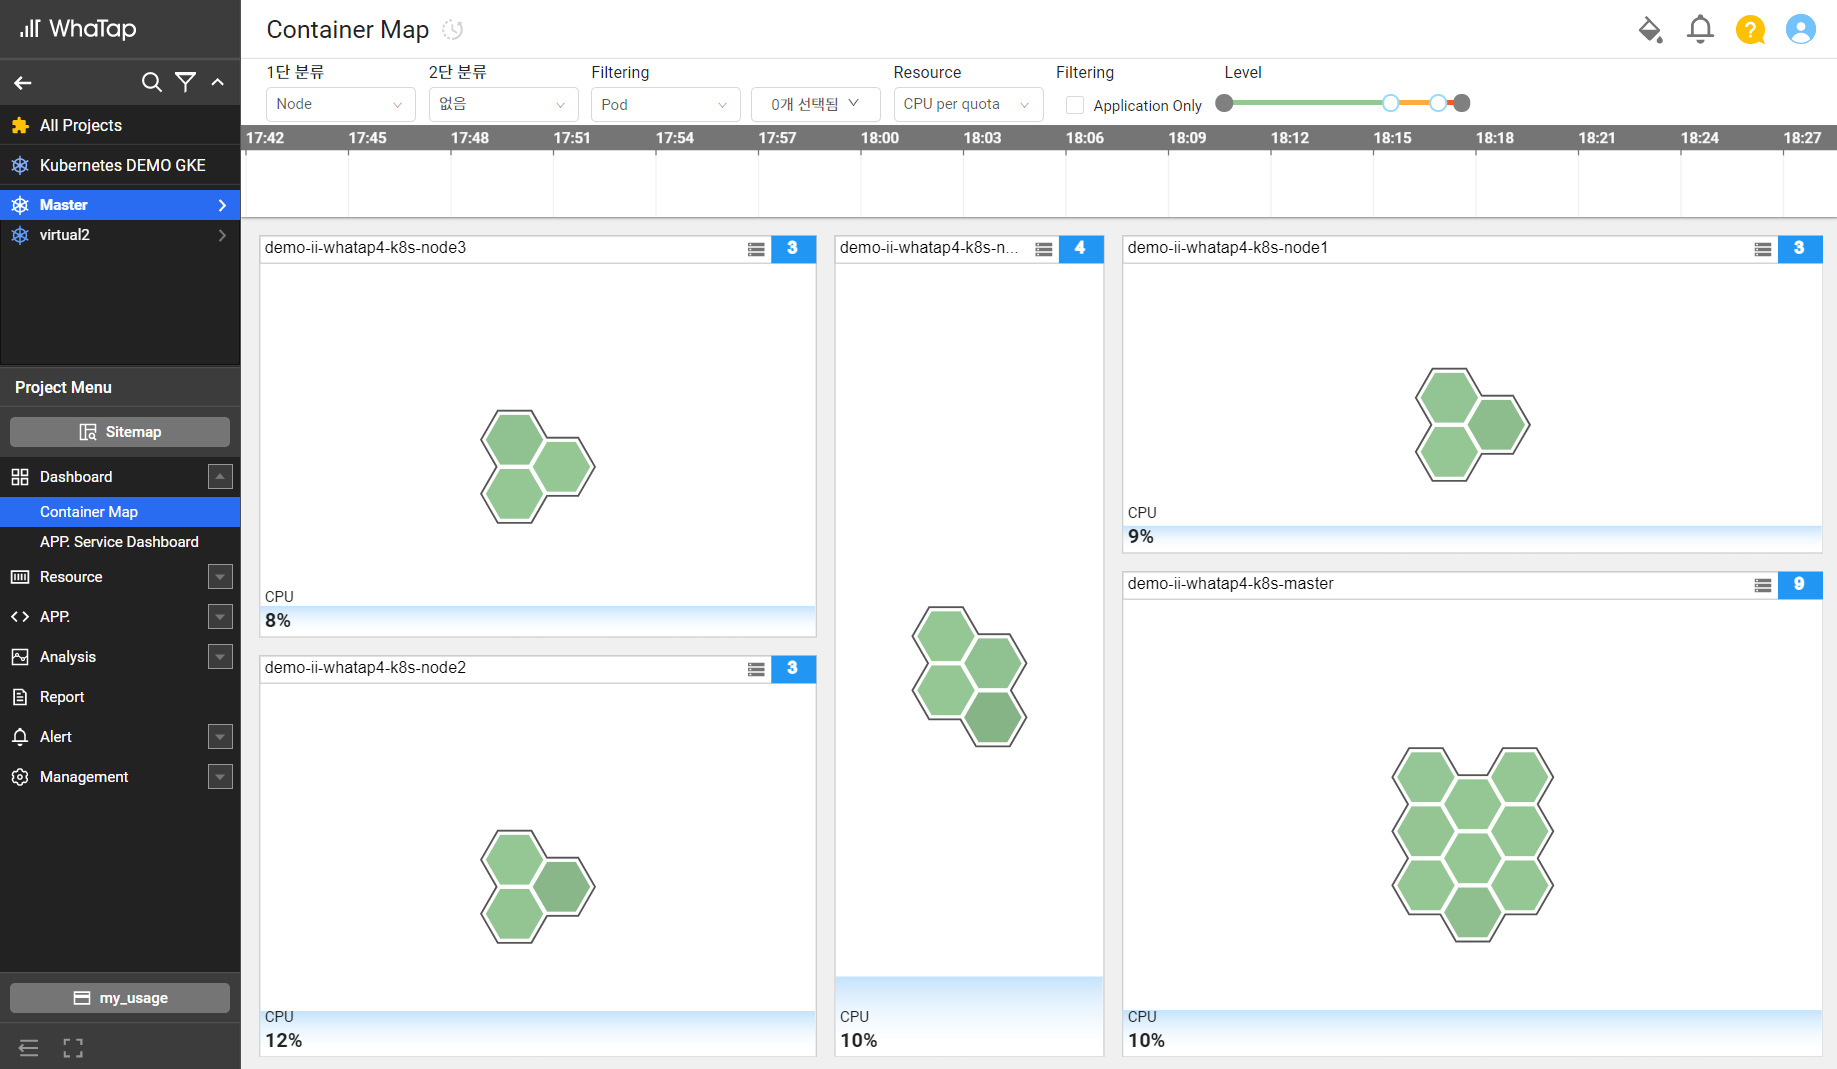 WhaTap
All Projects
Kubernetes DEMO GKE
Master
virtual2
Project Menu
Sitemap
Dashboard
Container Map
APP. Service Dashboard
Resource
APP.
Analysis
Report
Alert
Management
my_usage
Container Map
?
1단 분류
2단 분류
Filtering
Resource
Filtering
Level
Node
없음
Pod
0개 선택됨
CPU per quota
Application Only
17:42 17:45 17:48 17:51 17:54 17:57 18:00 18:03 18:06 18:09 18:12 18:15 18:18 18:21 18:24 18:27
demo-ii-whatap4-k8s-node3
3
CPU
8%
demo-ii-whatap4-k8s-node2
3
CPU
12%
demo-ii-whatap4-k8s-n...
4
CPU
10%
demo-ii-whatap4-k8s-node1
3
CPU
9%
demo-ii-whatap4-k8s-master
9
CPU
10%